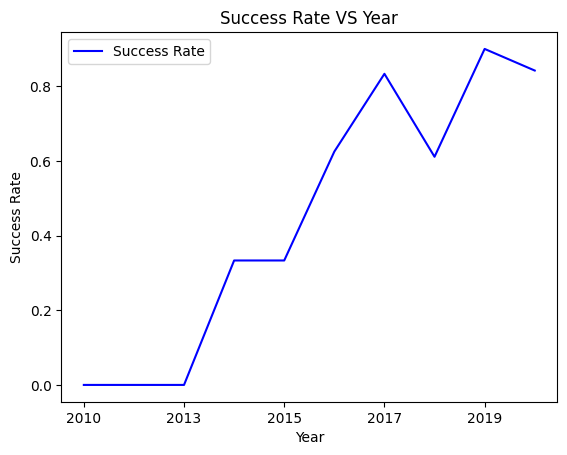 Success Rate VS Year
Success Rate
Success Rate
0.8
0.6
0.4
0.2
0.0
2010 2013 2015 2017 2019
Year